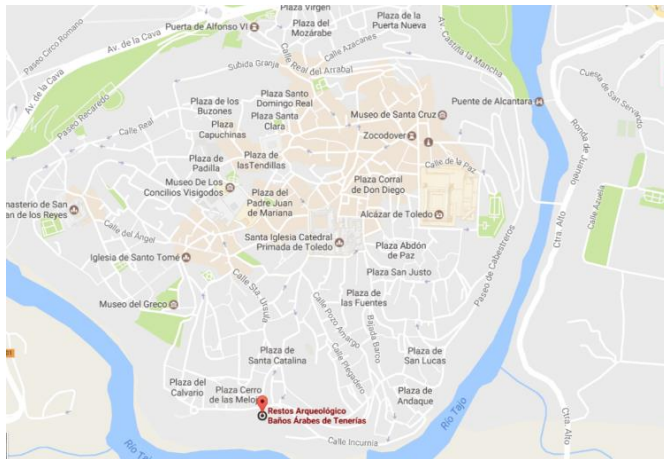 Plaza Virgen
Plaza del
Mozárabe
Plaza de la
Puerta Nueva
Puerta de Alfonso VI
Paseo Circo Romano
Av. de la Cava
Calle Azacanes
Av. Castilla la Mancha
Calle Real del Arrabal
Subida Granja
Av. de la Cava
Paseo Recaredo
Plaza de los
Buzones
Plaza Santo
Domingo Real
Cuesta de San Servando
Museo de Santa Cruz
Puente de Alcantara
Plaza Santa
Clara
Calle Real
Plaza
Capuchinas
Zocodover
Ronda de Juanelo
Plaza de
Padilla
Plaza de
lasTendillas
Calle de la Paz
Museo De Los
Concilios Visigodos
Plaza Corral
de Don Diego
Plaza del
Padre Juan
de Mariana
nasterio de San
an de los Reyes
Alcázar de Toledo
Ctra. Alto
Calle Azuela
Calle del Ángel
Santa Iglesia Catedral
Primada de Toledo
Plaza Abdón
de Paz
Iglesia de Santo Tomé
Plaza San Justo
Paseo de Cabestreros
Calle Sta. Ursula
Museo del Greco
Plaza de
las Fuentes
Calle Pozo Amargo
Bajada Barco
Plaza de
Santa Catalina
Calle Plegadero
Plaza de
San Lucas
Plaza del
Calvario
Plaza Cerro
de las Meloj
Plaza de
Andaque
Restos Arqueológico
Baños Árabes de Tenerías
Río Tajo
Ctra. Alto
Calle Incurnia
Río Tajo
Ctra. Alto